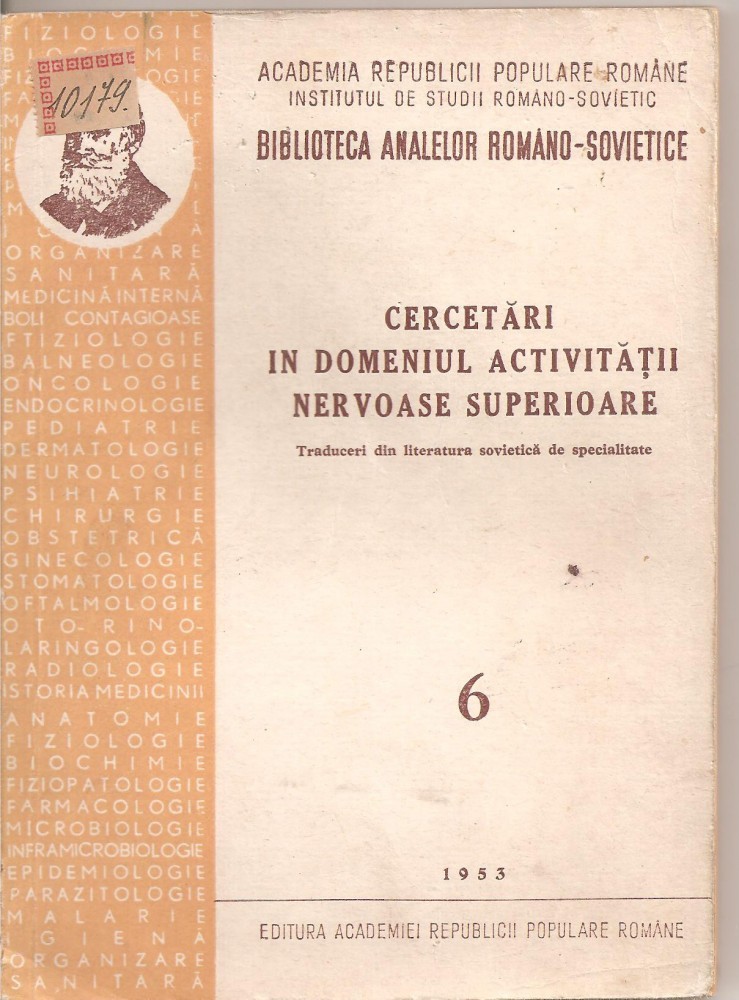 ANATOMIE
FIZIOLOGIE
BIOCHIMIE
10179.
ORGANIZARE
SANITARĂ
MEDICINĂ INTERNĂ
BOLI CONTAGIOASE
FTIZIOLOGIE
BALNEOLOGIE
ONCOLOGIE
ENDOCRINOLOGIE
PEDIATRIE
DERMATOLOGIE
NEUROLOGIE
PSIHIATRIE
CHIRURGIE
OBSTETRICĂ
GINECOLOGIE
STOMATOLOGIE
OFTALMOLOGIE
OTO-RINO-
LARINGOLOGIE
RADIOLOGIE
ISTORIA MEDICINII
ANATOMIE
FIZIOLOGIE
BIOCHIMIE
FIZIOPATOLOGIE
FARMACOLOGIE
MICROBIOLOGIE
INFRAMICROBIOLOGIE
EPIDEMIOLOGIE
PARAZITOLOGIE
MALARIE
IGIENĂ
ORGANIZARE
SANITARĂ
ACADEMIA REPUBLICII POPULARE ROMÂNE
INSTITUTUL DE STUDII ROMÂNO-SOVIETIC
BIBLIOTECA ANALELOR ROMÂNO-SOVIETICE
CERCETĂRI
IN DOMENIUL ACTIVITĂȚII
NERVOASE SUPERIOARE
Traduceri din literatura sovietică de specialitate
6
1953
EDITURA ACADEMIEI REPUBLICII POPULARE ROMÂNE